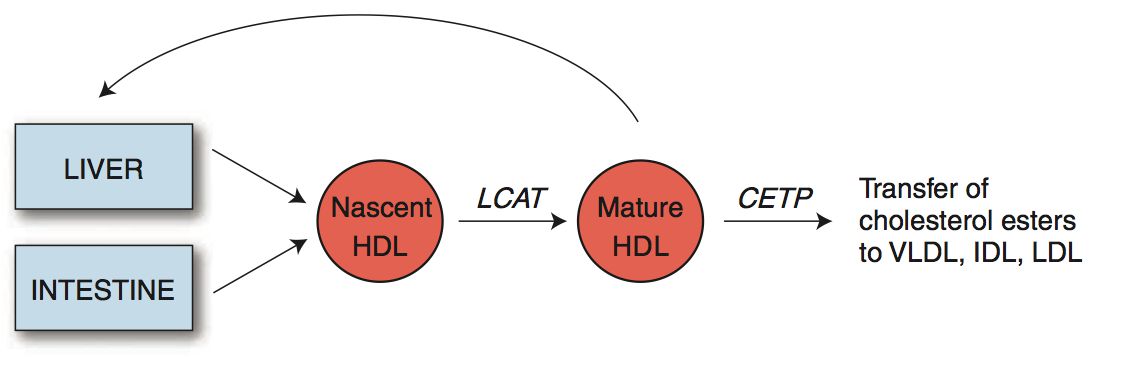 LIVER
INTESTINE
Nascent
HDL
LCAT
Mature
HDL
CETP
Transfer of
cholesterol esters
to VLDL, IDL, LDL